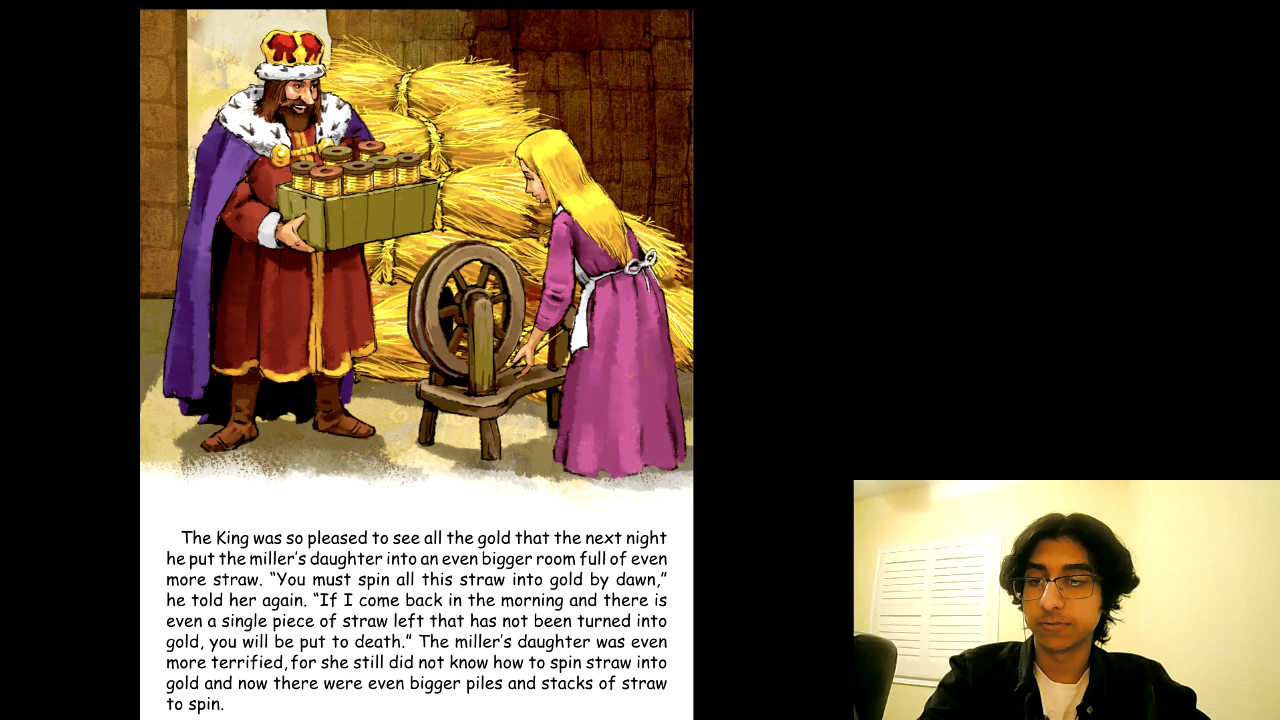 The King was so pleased to see all the gold that the next night
he put the miller's daughter into an even bigger room full of even
more straw. “You must spin all this straw into gold by dawn,”
he told her again. “If I come back in the morning and there is
even a single piece of straw left that has not been turned into
gold, you will be put to death.” The miller's daughter was even
more terrified, for she still did not know how to spin straw into
gold and now there were even bigger piles and stacks of straw
to spin.